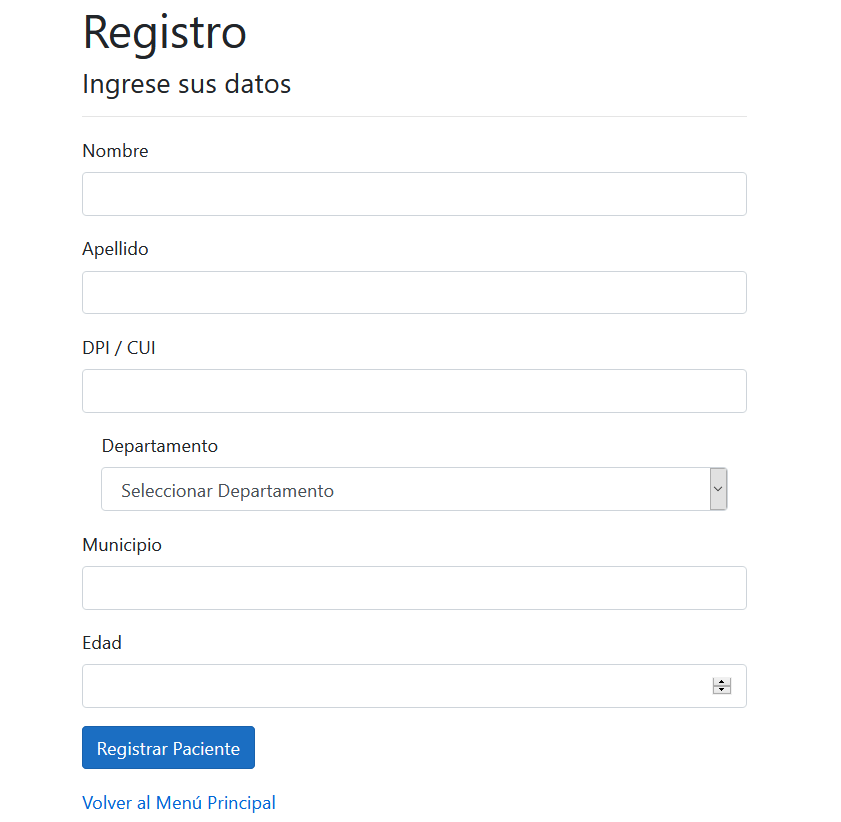 Registro
Ingrese sus datos
Nombre
Apellido
DPI / CUI
Departamento
Seleccionar Departamento
Municipio
Edad
Registrar Paciente
Volver al Menú Principal